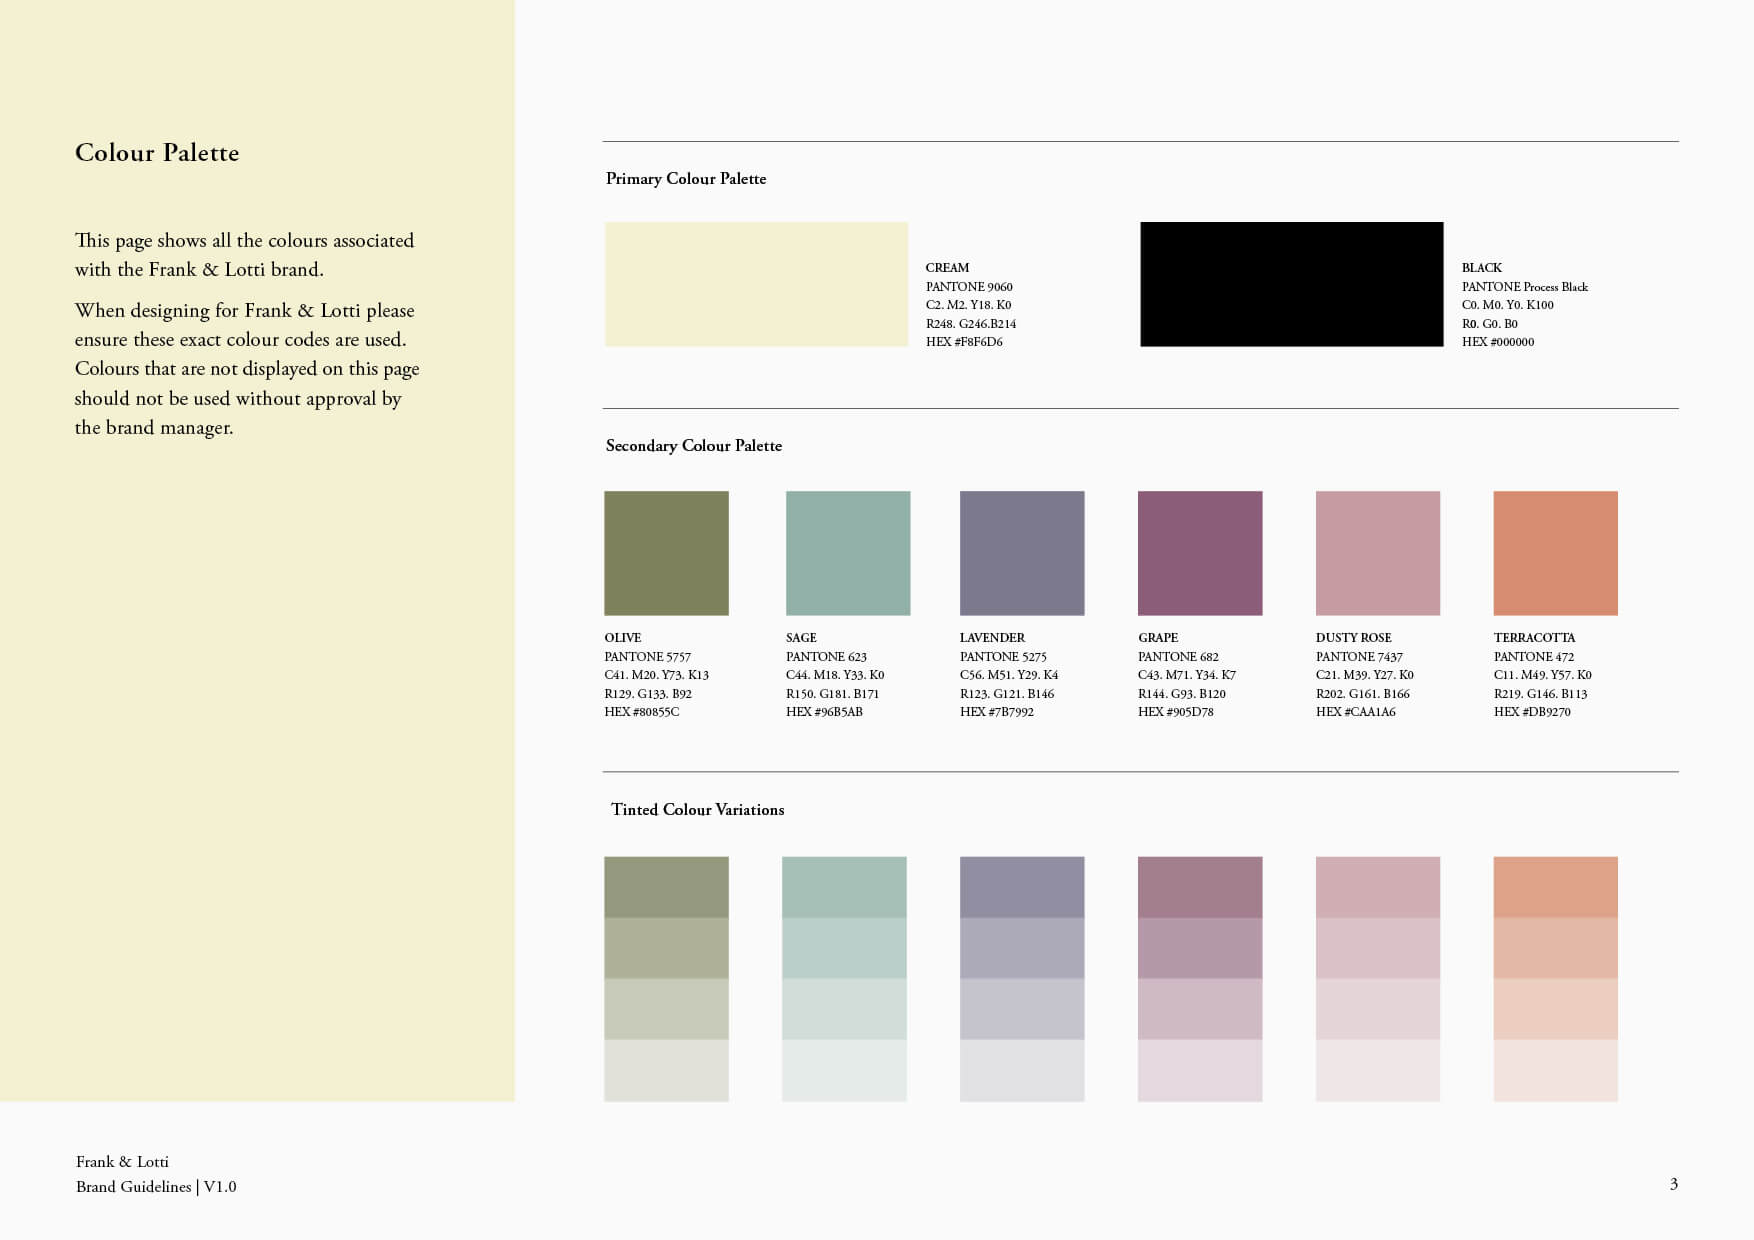 Colour Palette
This page shows all the colours associated
with the Frank & Lotti brand.
When designing for Frank & Lotti please
ensure these exact colour codes are used.
Colours that are not displayed on this page
should not be used without approval by
the brand manager.
Primary Colour Palette
CREAM
PANTONE 9060
C2. M2. Y18. K0
R248. G246.B214
HEX #F8F6D6
BLACK
PANTONE Process Black
C0. M0. Y0. K100
R0. G0. B0
HEX #000000
Secondary Colour Palette
OLIVE
PANTONE 5757
C41. M20. Y73. K13
R129. G133. B92
HEX #80855C
SAGE
PANTONE 623
C44. M18. Y33. K0
R150. G181. B171
HEX #96B5AB
LAVENDER
PANTONE 5275
C56. M51. Y29. K4
R123. G121. B146
HEX #7B7992
GRAPE
PANTONE 682
C43. M71. Y34. K7
R144. G93. B120
HEX #905D78
DUSTY ROSE
PANTONE 7437
C21. M39. Y27. K0
R202. G161. B166
HEX #CAA1A6
TERRACOTTA
PANTONE 472
C11. M49. Y57. K0
R219. G146. B113
HEX #DB9270
Tinted Colour Variations
Frank & Lotti
Brand Guidelines | V1.0
3